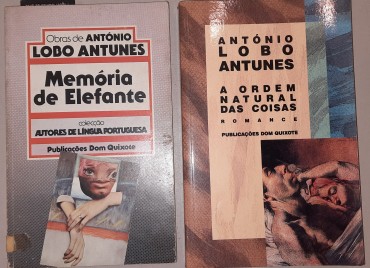 Obras de ANTÓNIO
LOBO ANTUNES
Memória
de Elefante
colecção
AUTORES DE LÍNGUA PORTUGUESA
Publicações Dom Quixote
ANTÓNIO
LOBO
ANTUNES
A ORDEM
NATURAL
DAS COISAS
ROMANCE
PUBLICAÇÕES DOM QUIXOTE